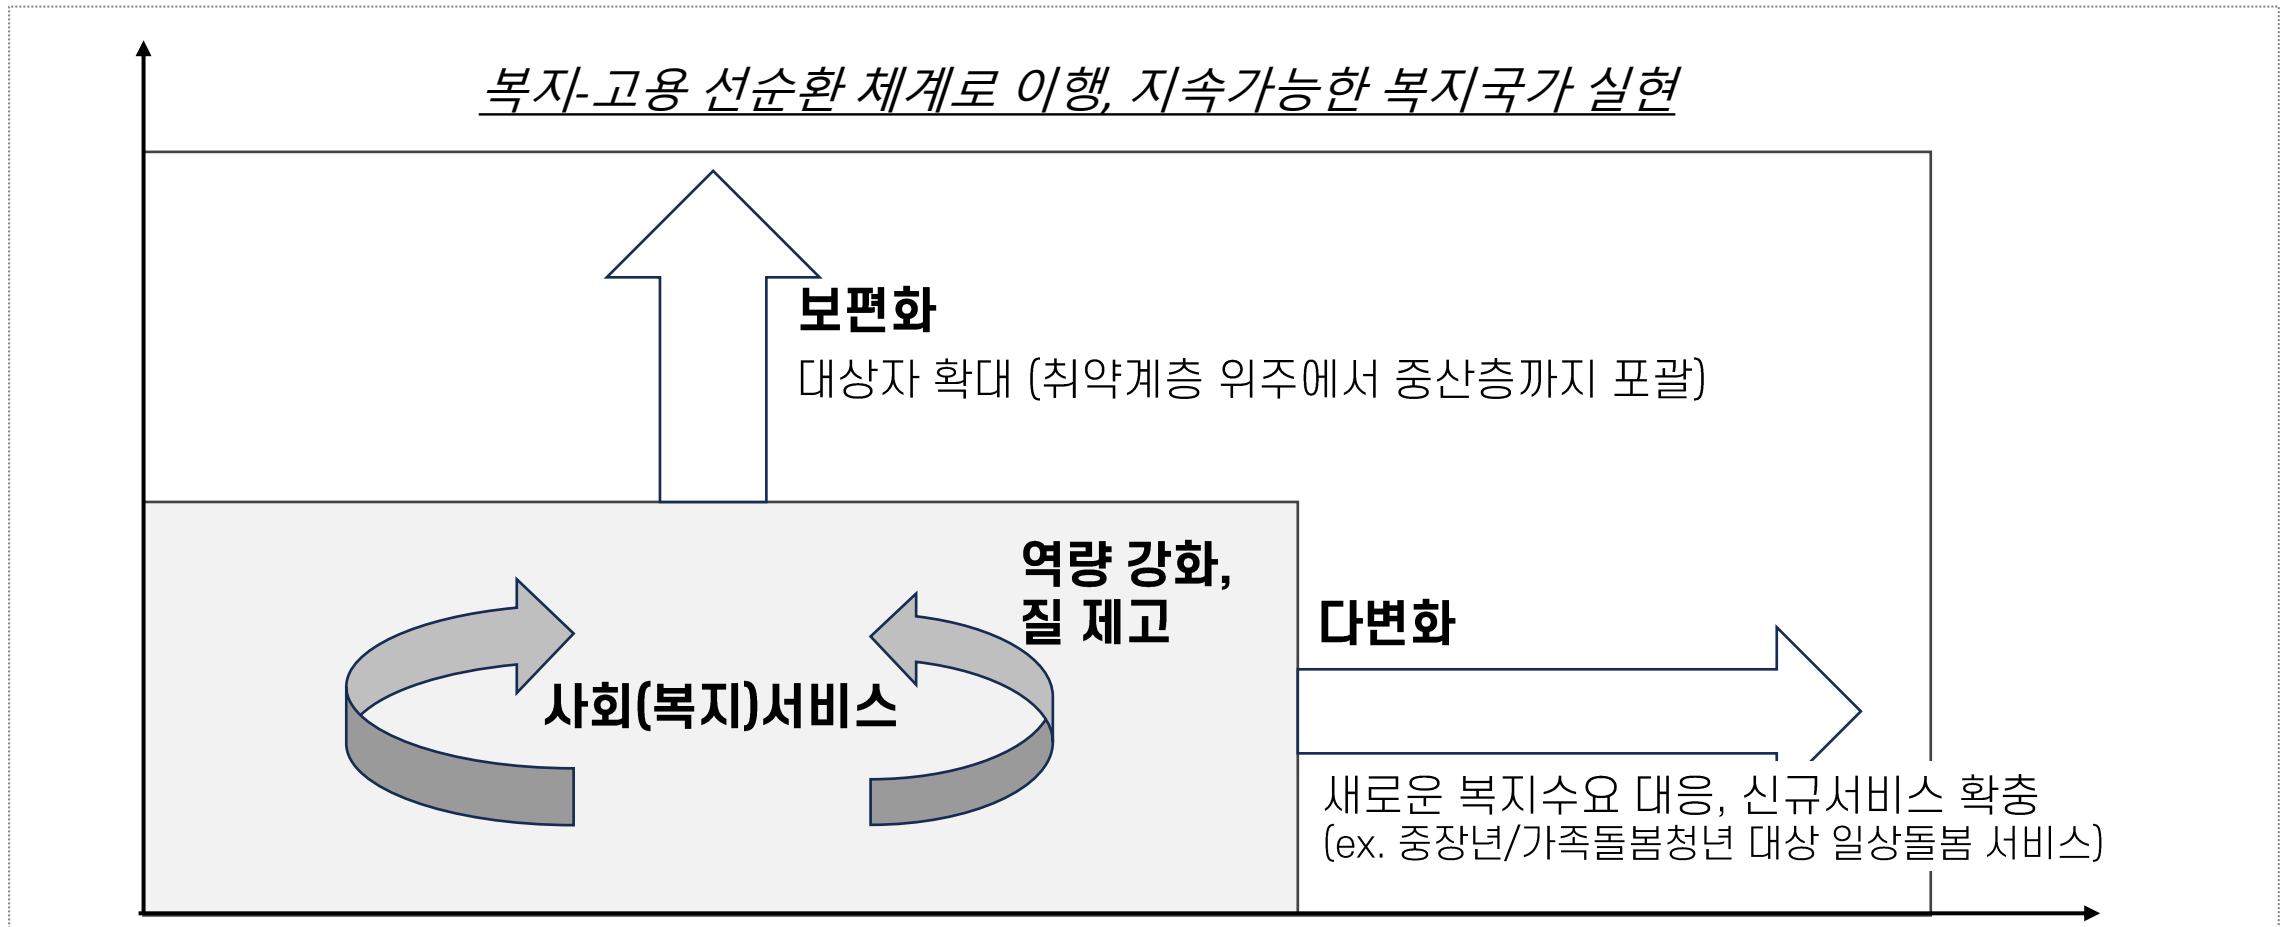 복지-고용 선순환 체계로 이행, 지속가능한 복지국가 실현
보편화
대상자 확대 (취약계층 위주에서 중산층까지 포괄)
역량 강화,
질 제고
사회(복지)서비스
다변화
새로운 복지수요 대응, 신규서비스 확충
(ex. 중장년/가족돌봄청년 대상 일상돌봄 서비스)